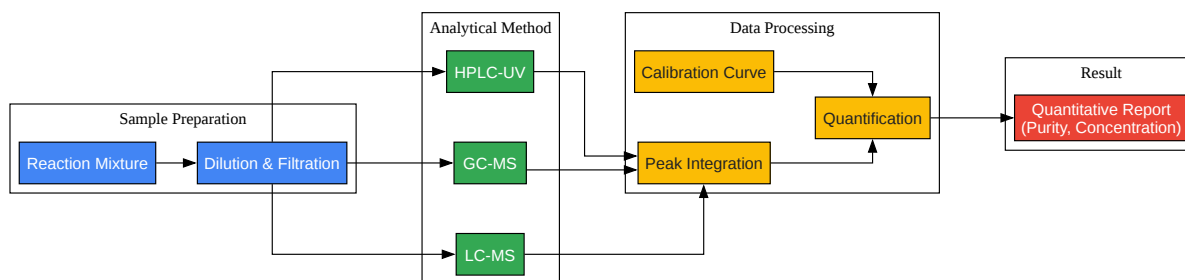 Sample Preparation
Reaction Mixture
Dilution & Filtration
Analytical Method
HPLC-UV
GC-MS
LC-MS
Data Processing
Calibration Curve
Peak Integration
Quantification
Result
Quantitative Report
(Purity, Concentration)